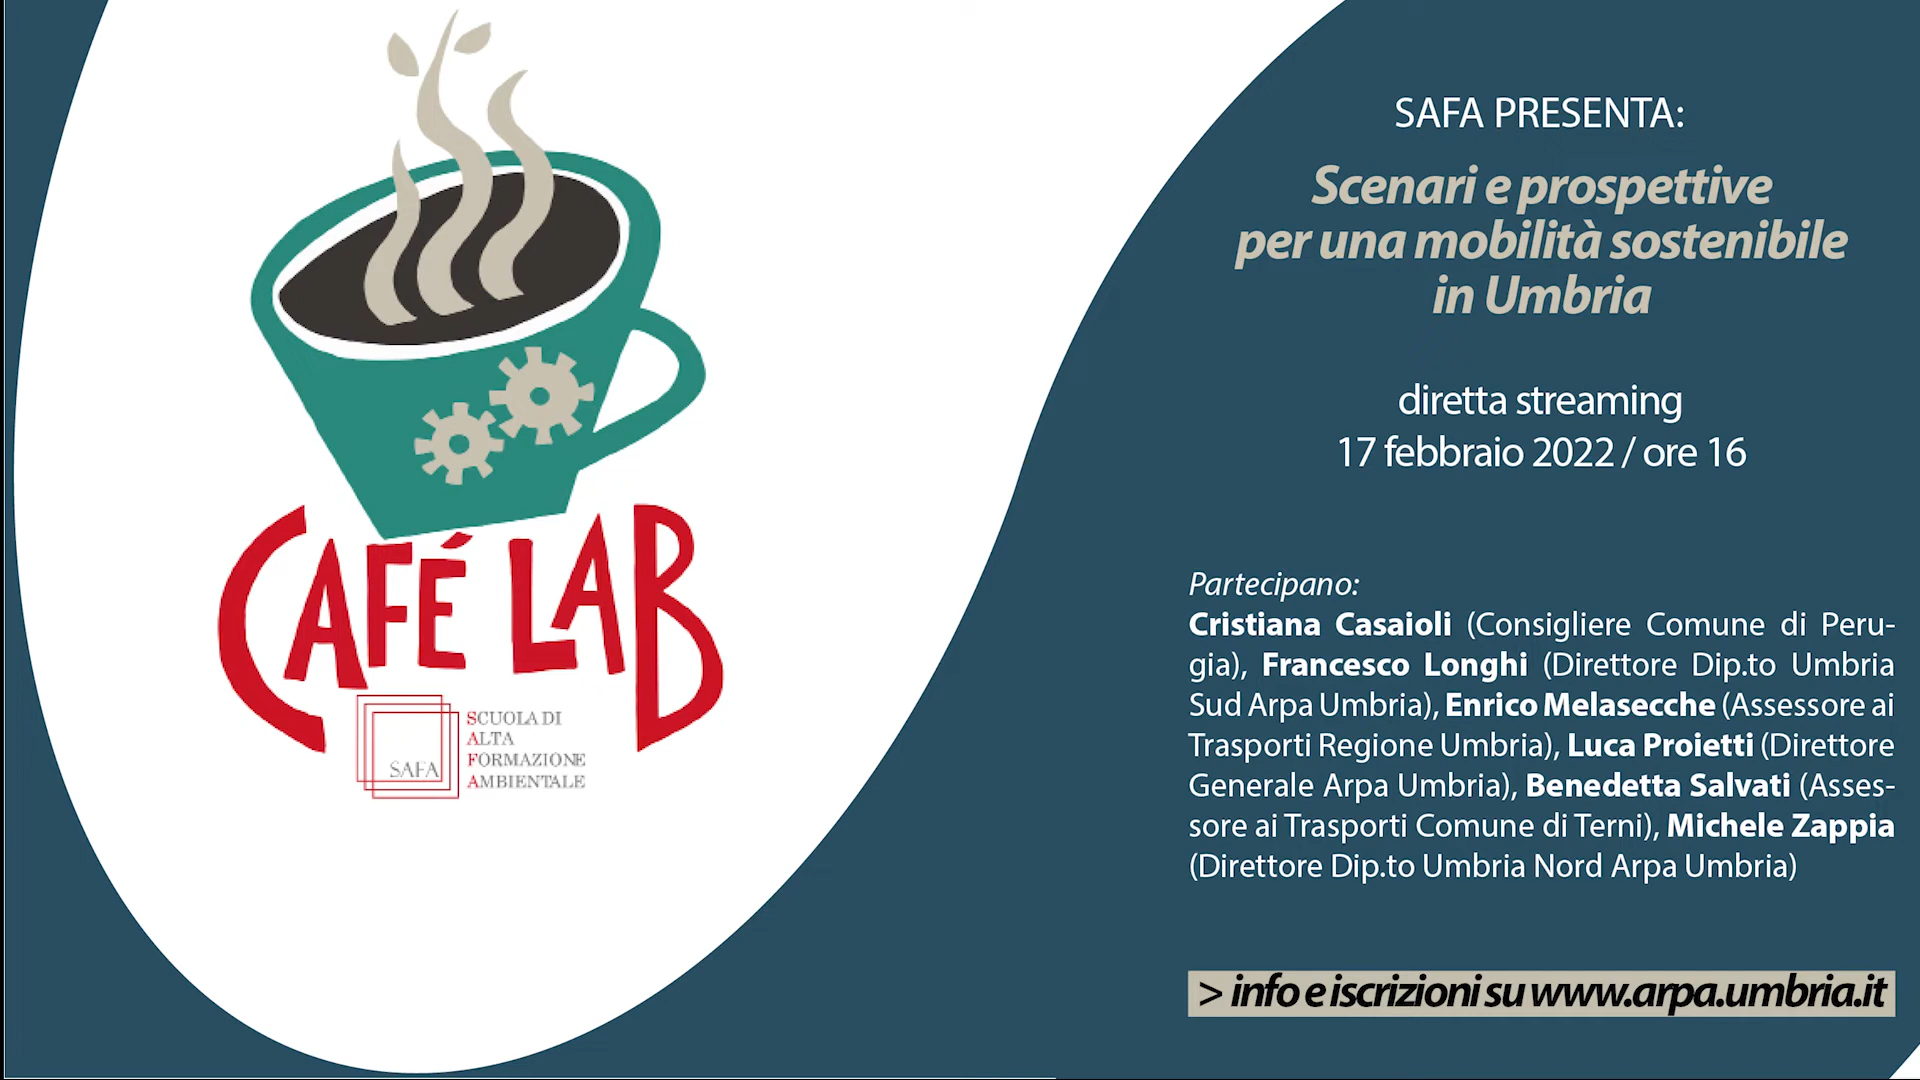 CAFÉ LAB
SAFA
SCUOLA DI
ALTA
FORMAZIONE
AMBIENTALE
SAFA PRESENTA:
Scenari e prospettive
per una mobilità sostenibile
in Umbria
diretta streaming
17 febbraio 2022 / ore 16
Partecipano:
Cristiana Casaioli (Consigliere Comune di Peru-
gia), Francesco Longhi (Direttore Dip.to Umbria
Sud Arpa Umbria), Enrico Melasecche (Assessore ai
Trasporti Regione Umbria), Luca Proietti (Direttore
Generale Arpa Umbria), Benedetta Salvati (Asses-
sore ai Trasporti Comune di Terni), Michele Zappia
(Direttore Dip.to Umbria Nord Arpa Umbria)
> info e iscrizioni su www.arpa.umbria.it